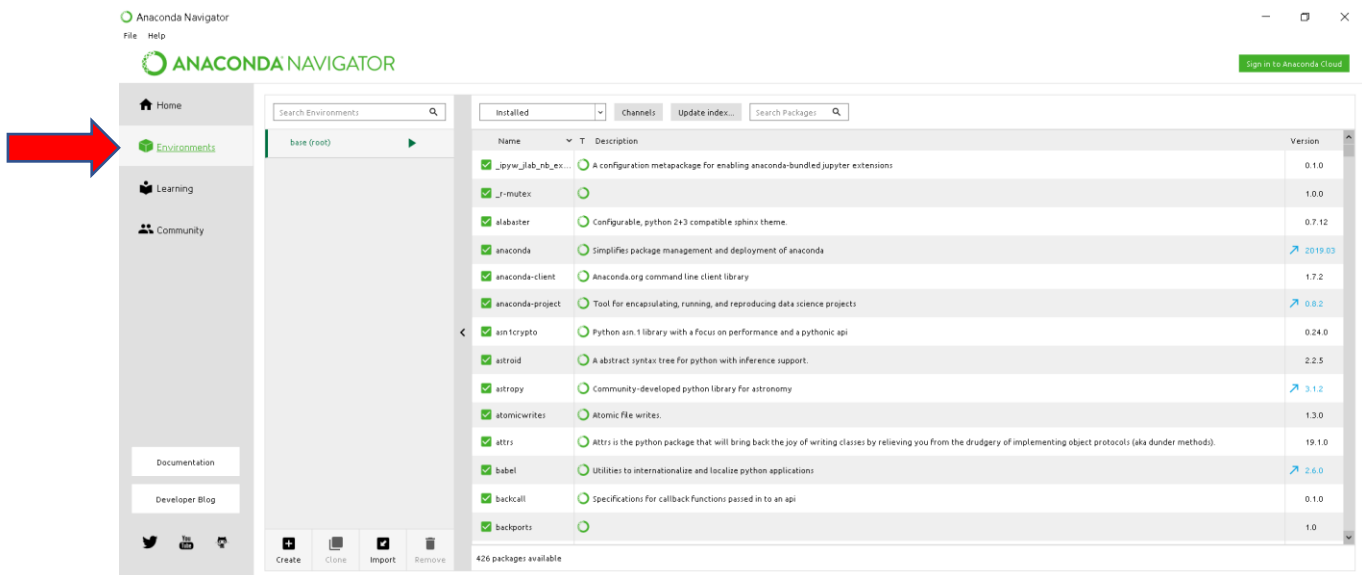 Anaconda Navigator
File Help
ANACONDA NAVIGATOR
Sign in to Anaconda Cloud
Home
Environments
Learning
Community
Documentation
Developer Blog
You Tube
Search Environments
base (root)
Create Clone Import Remove
Installed Channels Update index... Search Packages
Name T Description Version
_ipyw_jlab_nb_ex... A configuration metapackage for enabling anaconda-bundled jupyter extensions 0.1.0
_r-mutex 1.0.0
alabaster Configurable, python 2+3 compatible sphinx theme. 0.7.12
anaconda Simplifies package management and deployment of anaconda 2019.03
anaconda-client Anaconda.org command line client library 1.7.2
anaconda-project Tool for encapsulating, running, and reproducing data science projects 0.8.2
asn1crypto Python asn.1 library with a focus on performance and a pythonic api 0.24.0
astroid A abstract syntax tree for python with inference support. 2.2.5
astropy Community-developed python library for astronomy 3.1.2
atomicwrites Atomic file writes. 1.3.0
attrs Attrs is the python package that will bring back the joy of writing classes by relieving you from the drudgery of implementing object protocols (aka dunder methods). 19.1.0
babel Utilities to internationalize and localize python applications 2.6.0
backcall Specifications for callback functions passed in to an api 0.1.0
backports 1.0
426 packages available